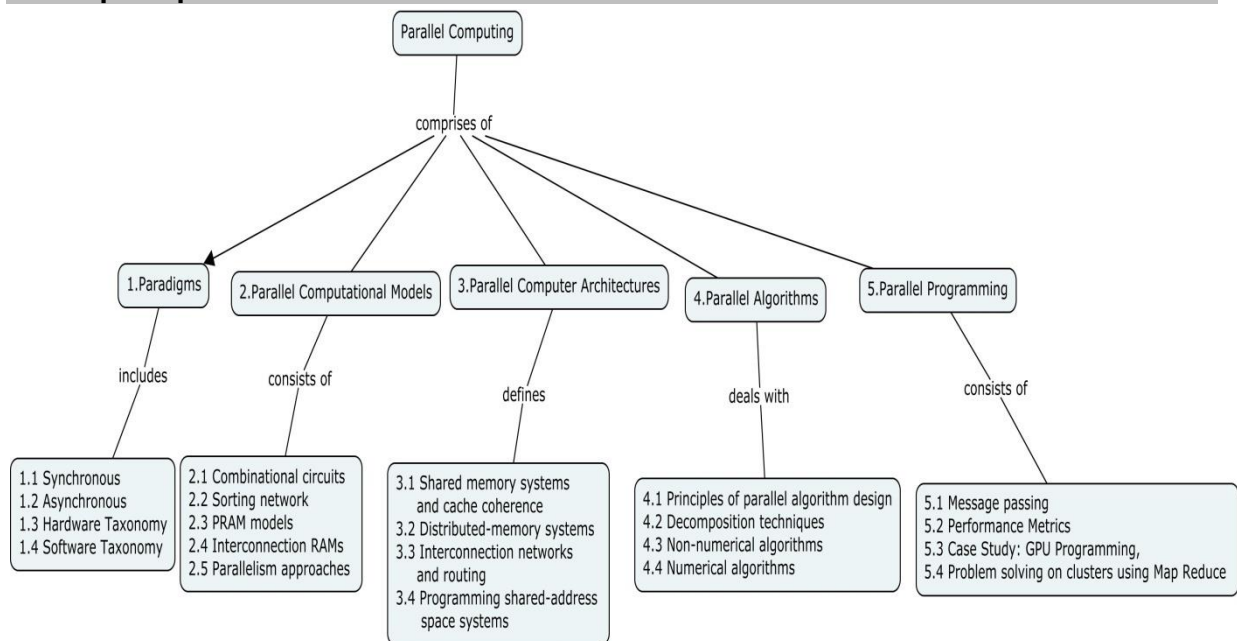 Parallel Computing
comprises of
1.Paradigms
2.Parallel Computational Models
3.Parallel Computer Architectures
4.Parallel Algorithms
5.Parallel Programming
includes
consists of
defines
deals with
consists of
1.1 Synchronous
1.2 Asynchronous
1.3 Hardware Taxonomy
1.4 Software Taxonomy
2.1 Combinational circuits
2.2 Sorting network
2.3 PRAM models
2.4 Interconnection RAMs
2.5 Parallelism approaches
3.1 Shared memory systems
and cache coherence
3.2 Distributed-memory systems
3.3 Interconnection networks
and routing
3.4 Programming shared-address
space systems
4.1 Principles of parallel algorithm design
4.2 Decomposition techniques
4.3 Non-numerical algorithms
4.4 Numerical algorithms
5.1 Message passing
5.2 Performance Metrics
5.3 Case Study: GPU Programming,
5.4 Problem solving on clusters using Map Reduce